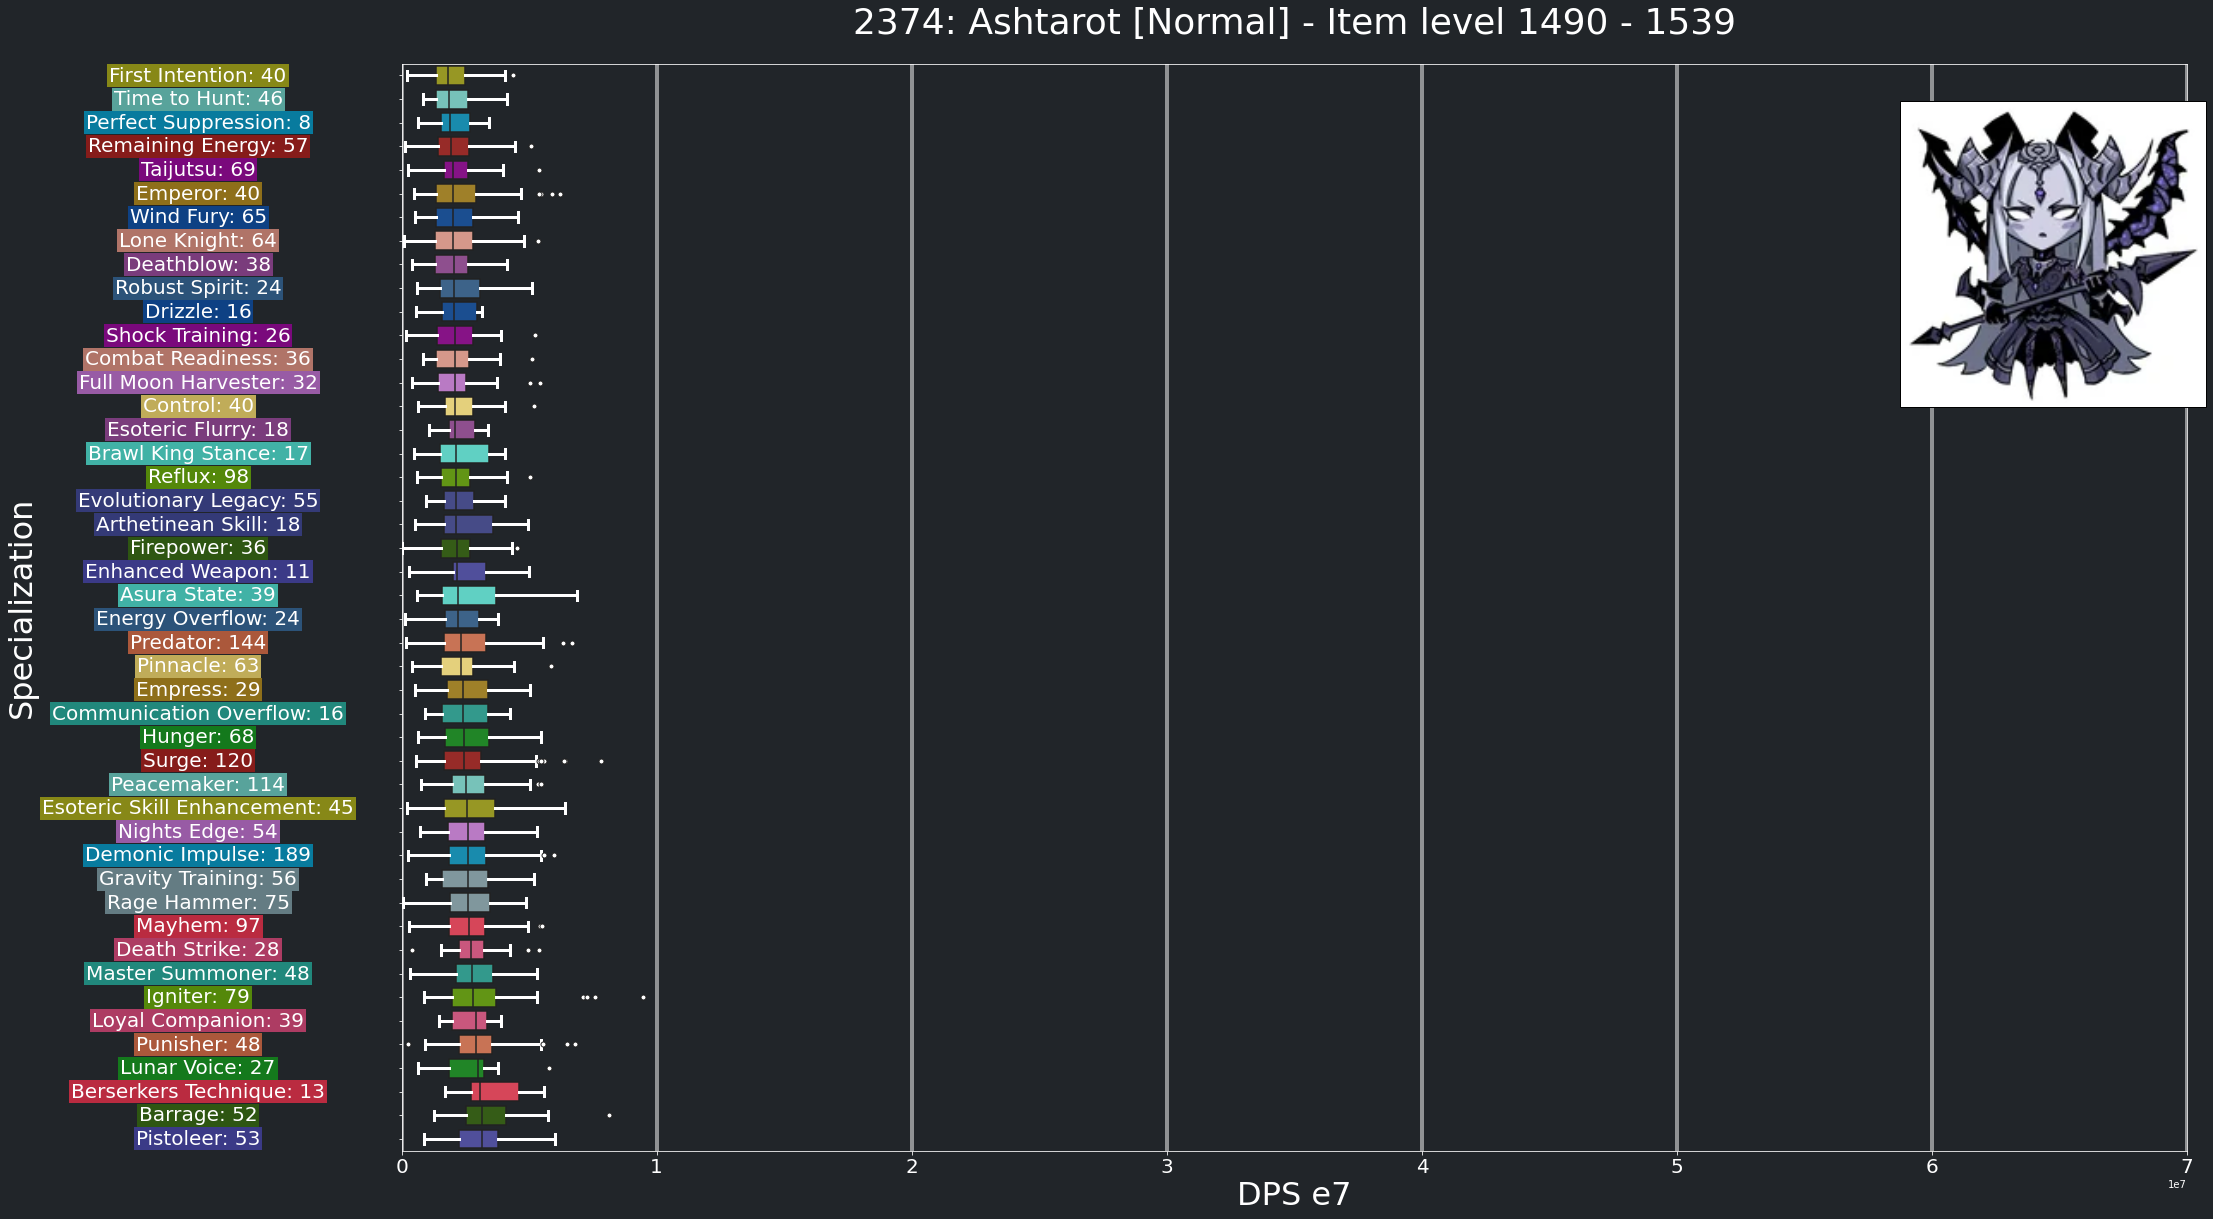 2374: Ashtarot [Normal] - Item level 1490 - 1539
First Intention: 40
Time to Hunt: 46
Perfect Suppression: 8
Remaining Energy: 57
Taijutsu: 69
Emperor: 40
Wind Fury: 65
Lone Knight: 64
Deathblow: 38
Robust Spirit: 24
Drizzle: 16
Shock Training: 26
Combat Readiness: 36
Full Moon Harvester: 32
Control: 40
Esoteric Flurry: 18
Brawl King Stance: 17
Reflux: 98
Evolutionary Legacy: 55
Arthetinean Skill: 18
Firepower: 36
Enhanced Weapon: 11
Asura State: 39
Energy Overflow: 24
Predator: 144
Pinnacle: 63
Empress: 29
Communication Overflow: 16
Hunger: 68
Surge: 120
Peacemaker: 114
Esoteric Skill Enhancement: 45
Nights Edge: 54
Demonic Impulse: 189
Gravity Training: 56
Rage Hammer: 75
Mayhem: 97
Death Strike: 28
Master Summoner: 48
Igniter: 79
Loyal Companion: 39
Punisher: 48
Lunar Voice: 27
Berserkers Technique: 13
Barrage: 52
Pistoleer: 53
Specialization
0 1 2 3 4 5 6 7
1e7
DPS e7